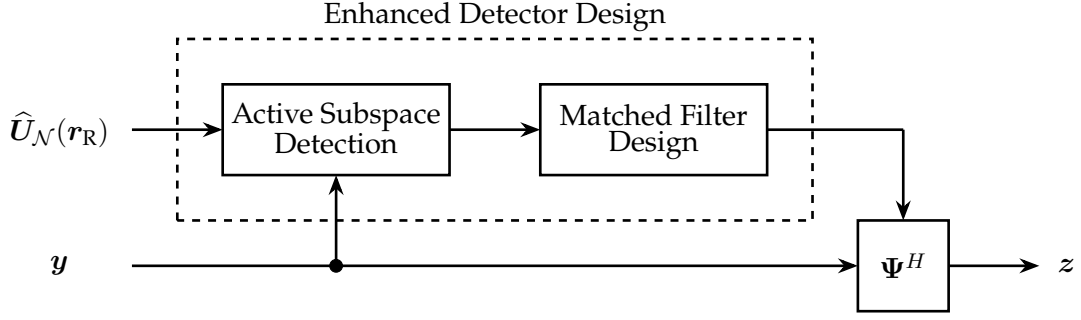 Enhanced Detector Design
Û_𝒩(r_R)
Active Subspace
Detection
Matched Filter
Design
y
Ψ^H
z